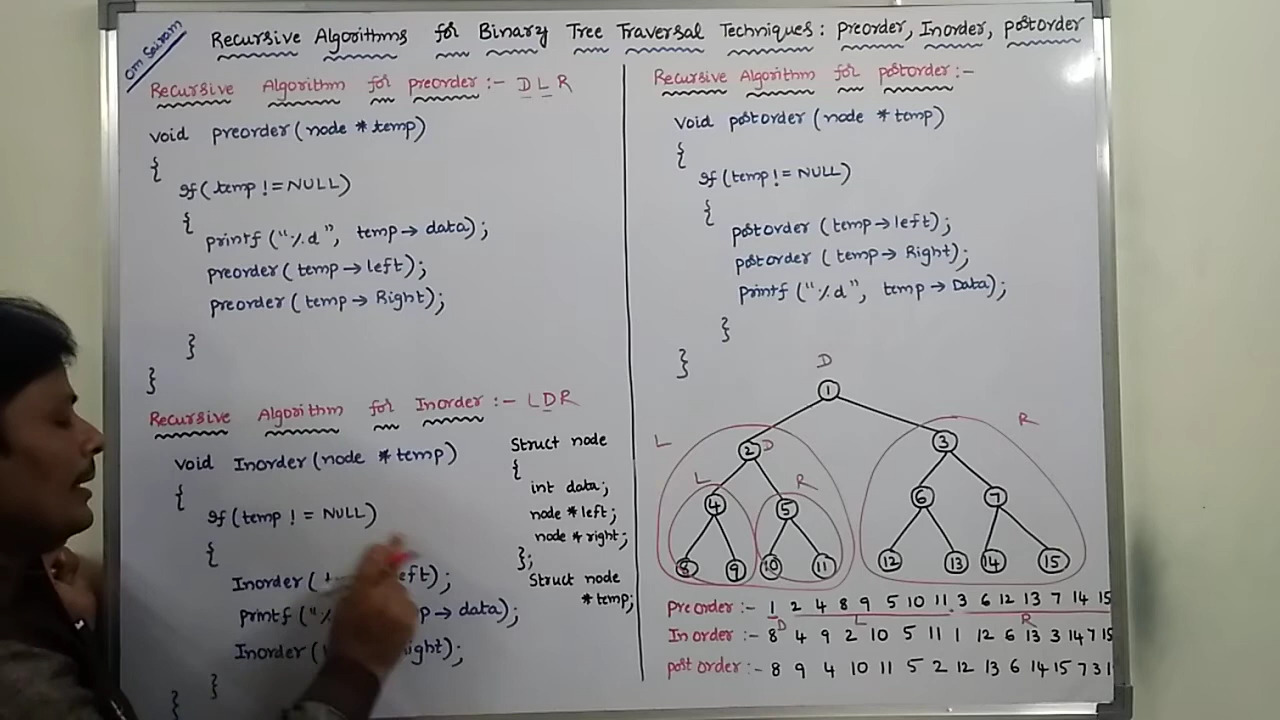 Om Sairam
Recursive Algorithms for Binary Tree Traversal Techniques: preorder, Inorder, postorder
Recursive Algorithm for preorder:- D L R
void preorder(node * temp)
{
If(temp!=NULL)
{
printf("%d", temp→data);
preorder(temp→left);
preorder(temp→Right);
}
}
Recursive Algorithm for Inorder:- LDR
void Inorder(node * temp)
{
If(temp != NULL)
{
Inorder( left);
printf(" →data);
Inorder(
}
}
Struct node
{
int data;
node * left;
node * right;
};
Struct node
* temp;
Recursive Algorithm for postorder:-
void postorder(node * temp)
{
If(temp!= NULL)
{
postorder(temp→left);
postorder(temp→Right);
printf("%d", temp→Data);
}
}
D
1
L R
2 D 3
L R
4 5 6 7
8 9 10 11 12 13 14 15
Preorder:- 1 2 4 8 9 5 10 11 3 6 12 13 7 14 15
D L R
Inorder:- 8 4 9 2 10 5 11 1 12 6 13 3 14 7 15
postorder:- 8 9 4 10 11 5 2 12 13 6 14 15 7 3 1